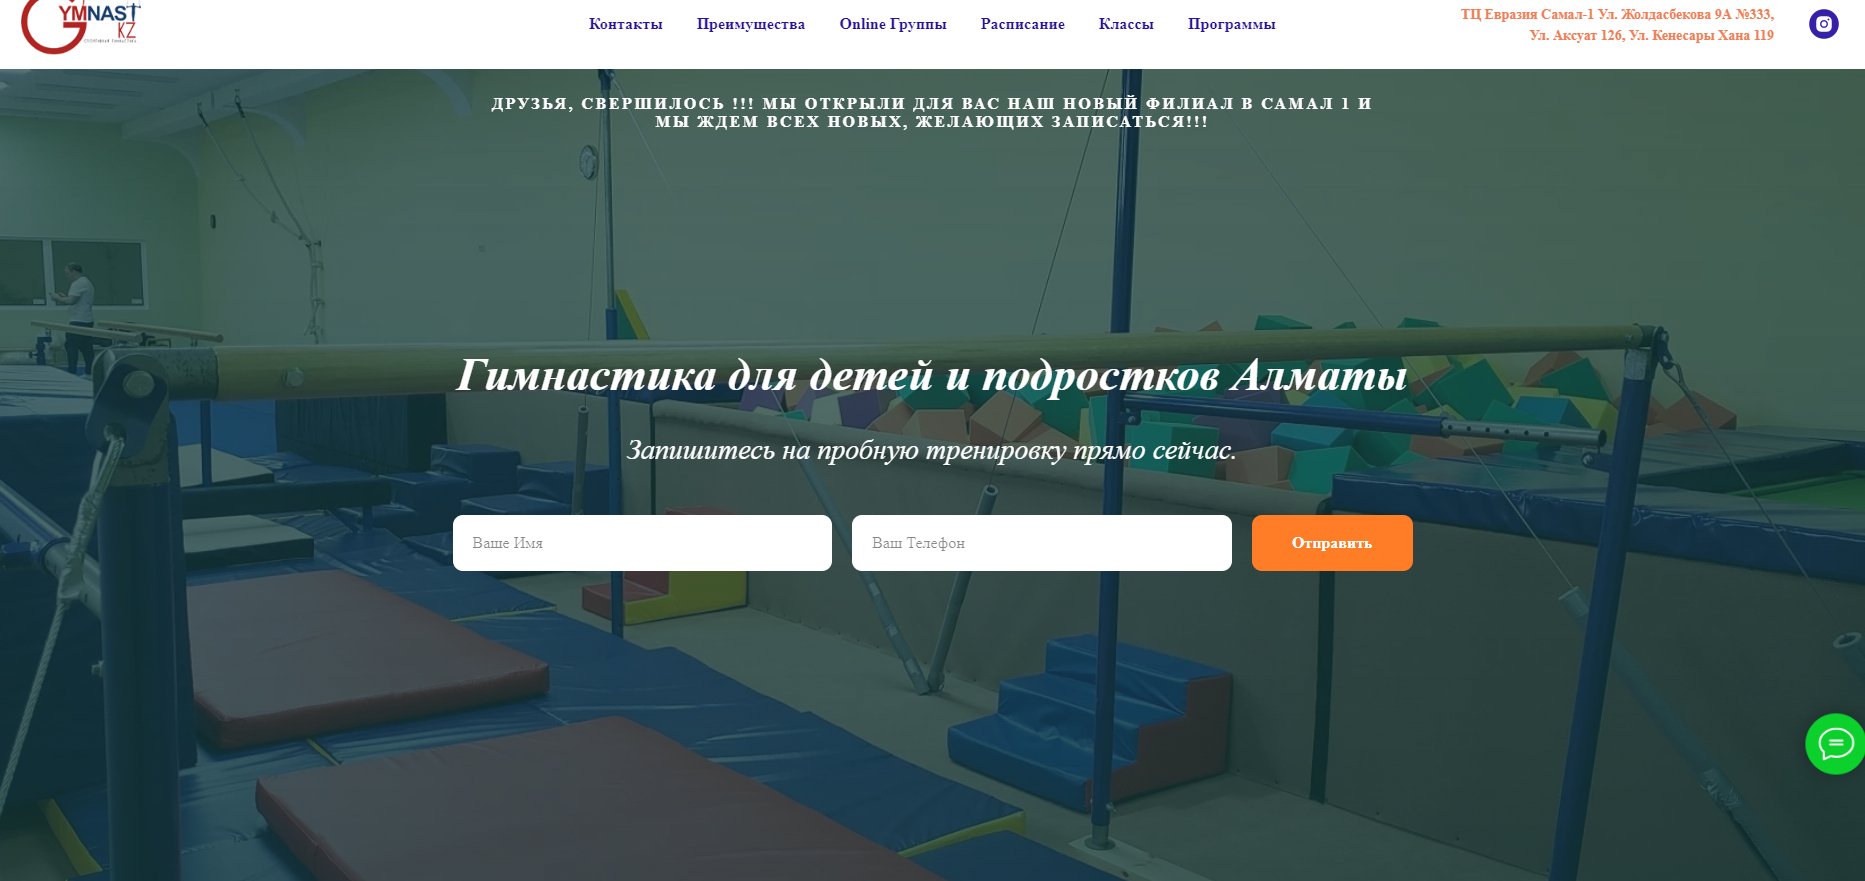 GYMNAST
KZ
СПОРТИВНАЯ ГИМНАСТИКА
Контакты Преимущества Online Группы Расписание Классы Программы
ТЦ Евразия Самал-1 Ул. Жолдасбекова 9А №333,
Ул. Аксуат 126, Ул. Кенесары Хана 119
ДРУЗЬЯ, СВЕРШИЛОСЬ !!! МЫ ОТКРЫЛИ ДЛЯ ВАС НАШ НОВЫЙ ФИЛИАЛ В САМАЛ 1 И
МЫ ЖДЕМ ВСЕХ НОВЫХ, ЖЕЛАЮЩИХ ЗАПИСАТЬСЯ!!!
Гимнастика для детей и подростков Алматы
Запишитесь на пробную тренировку прямо сейчас.
Ваше Имя
Ваш Телефон
Отправить